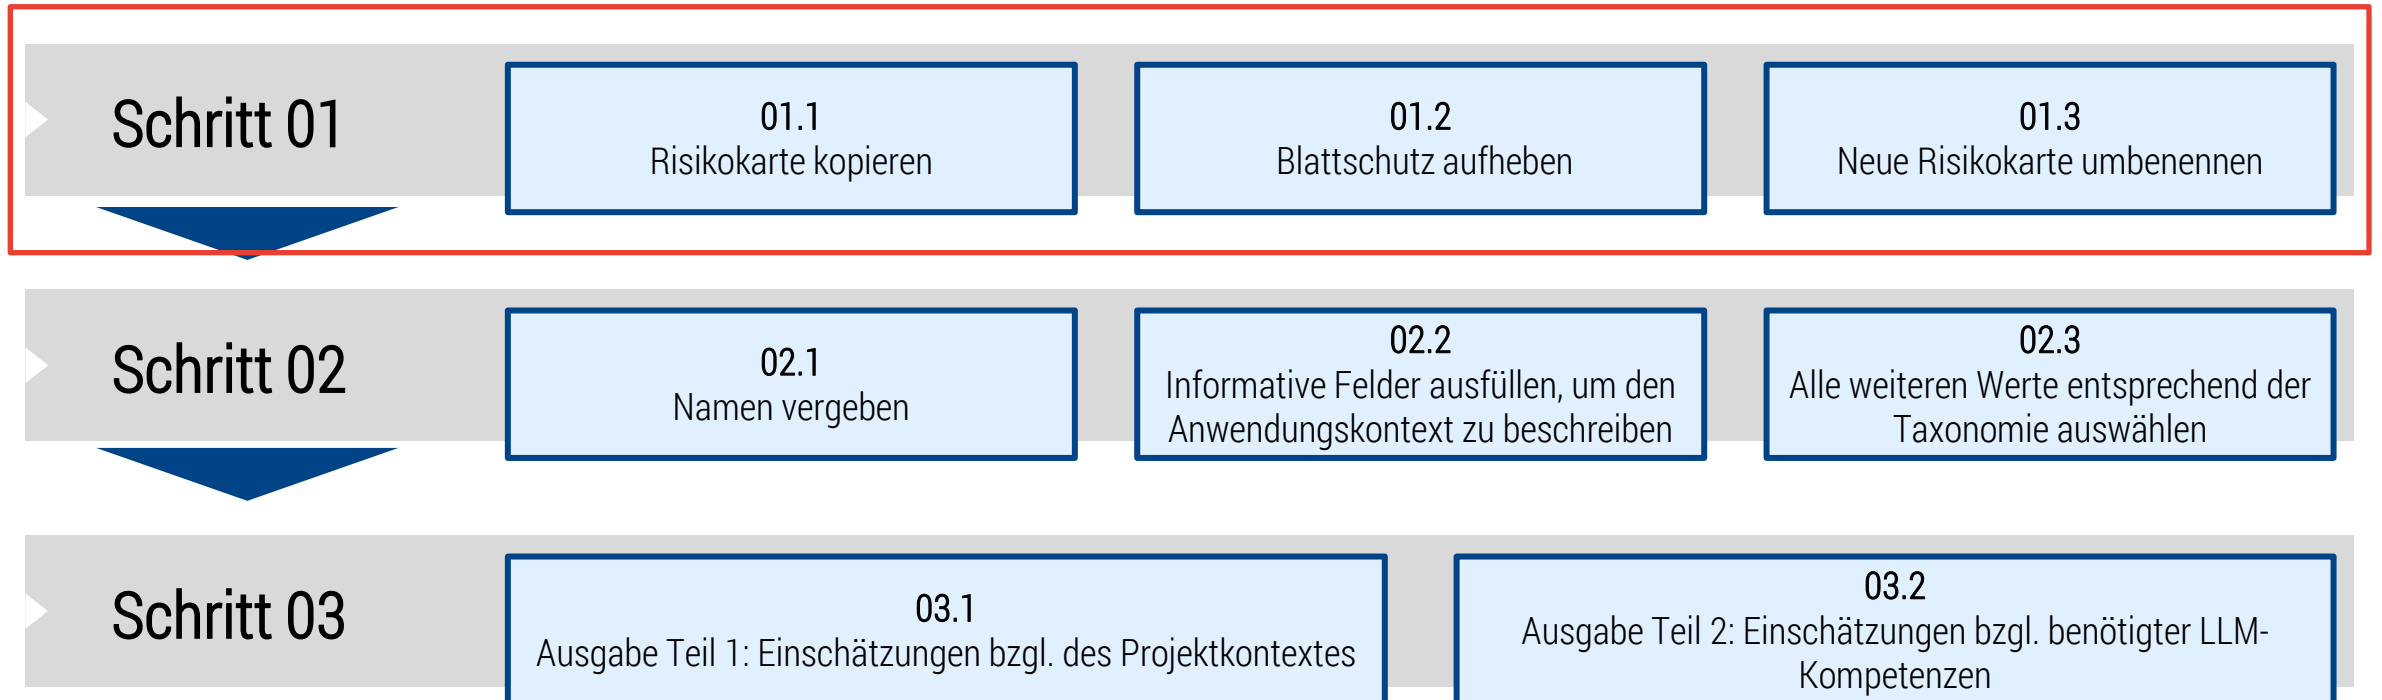 Schritt 01
01.1
Risikokarte kopieren
01.2
Blattschutz aufheben
01.3
Neue Risikokarte umbenennen
Schritt 02
02.1
Namen vergeben
02.2
Informative Felder ausfüllen, um den
Anwendungskontext zu beschreiben
02.3
Alle weiteren Werte entsprechend der
Taxonomie auswählen
Schritt 03
03.1
Ausgabe Teil 1: Einschätzungen bzgl. des Projektkontextes
03.2
Ausgabe Teil 2: Einschätzungen bzgl. benötigter LLM-
Kompetenzen